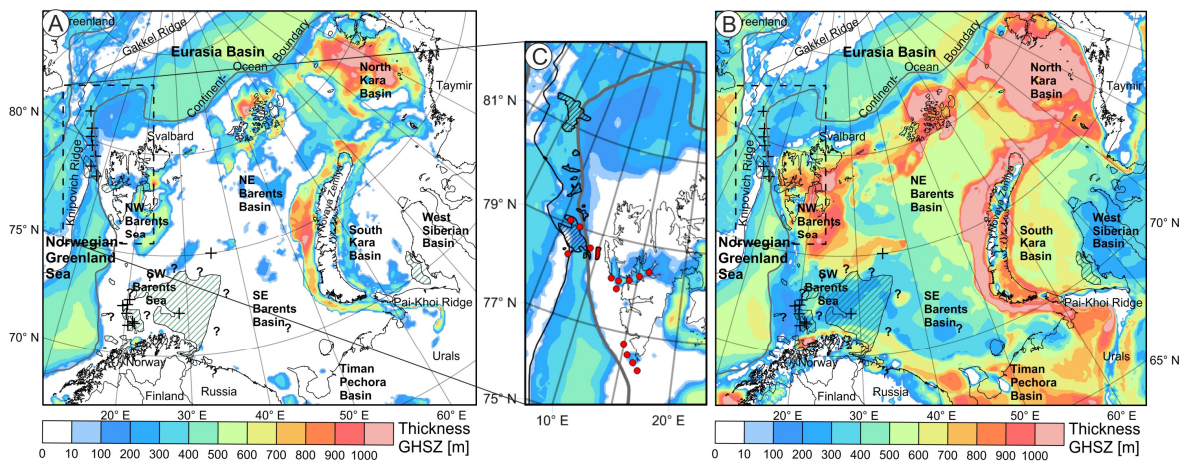 A
reenland
Gakkel Ridge
Eurasia Basin
Continent-
Ocean
Boundary
North
Kara
Basin
Taymir
80° N
Svalbard
Knipovich Ridge
NW
Barents
Sea
NE
Barents
Basin
Novaya Zemlya
South
Kara
Basin
West
Siberian
Basin
75° N
Norwegian
Greenland
Sea
SW
Barents
Sea
?
?
?
?
?
?
?
SE
Barents
Basin
Pai-Khoi Ridge
70° N
Norway
Finland
Russia
Timan
Pechora
Basin
Urals
20° E
30° E
40° E
50° E
60° E
0 10 100 200 300 400 500 600 700 800 900 1000
Thickness
GHSZ [m]
C
81° N
79° N
77° N
75° N
10° E
15° E
20° E
B
reenland
Gakkel Ridge
Eurasia Basin
Continent-
Ocean
Boundary
North
Kara
Basin
Taymir
Svalbard
Knipovich Ridge
NW
Barents
Sea
NE
Barents
Basin
Novaya Zemlya
South
Kara
Basin
West
Siberian
Basin
70° N
Norwegian
Greenland
Sea
SW
Barents
Sea
?
?
?
?
?
?
?
SE
Barents
Basin
Pai-Khoi Ridge
Norway
Finland
Russia
Timan
Pechora
Basin
Urals
65° N
20° E
30° E
40° E
50° E
60° E
0 10 100 200 300 400 500 600 700 800 900 1000
Thickness
GHSZ [m]